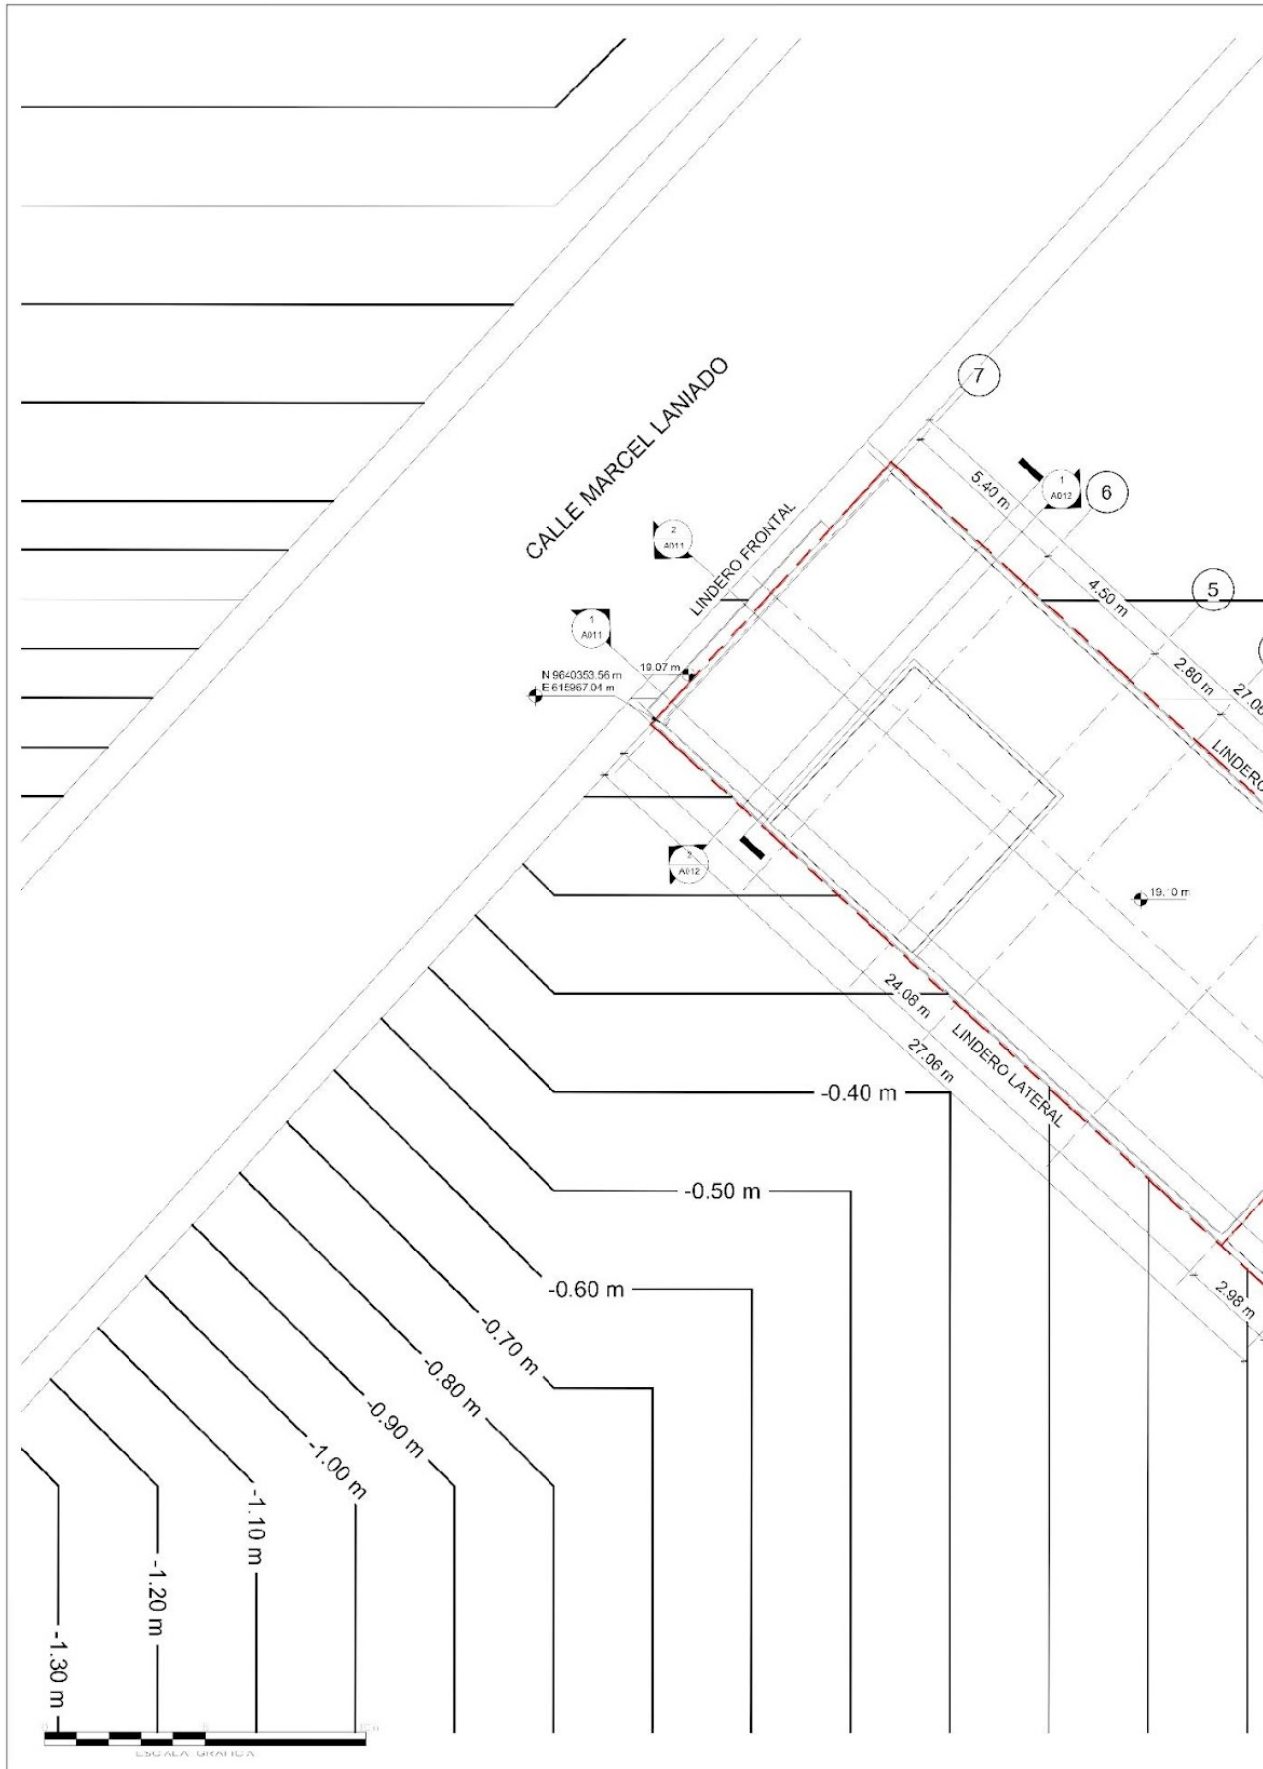 7
CALLE MARCEL LANIADO
5.40 m
1
A012
6
2
A011
LINDERO FRONTAL
4.50 m
5
1
A011
2.80 m
19.07 m
N 9640353.56 m
E 615967.04 m
27.06
LINDERO
2
A012
24.08 m
27.06 m
LINDERO LATERAL
-0.40 m
-0.50 m
-0.60 m
2.98 m
-0.70 m
-0.80 m
-0.90 m
-1.00 m
-1.10 m
-1.20 m
-1.30 m
ESCALA GRAFICA